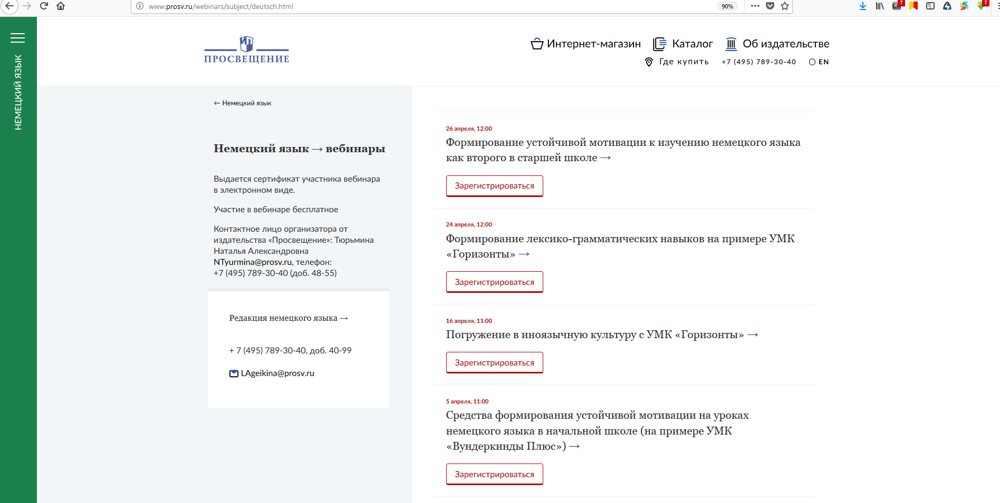 www.prosv.ru/webinars/subject/deutsch.html
90%
НЕМЕЦКИЙ ЯЗЫК
ПРОСВЕЩЕНИЕ
Интернет-магазин Каталог Об издательстве
Где купить +7 (495) 789-30-40 EN
← Немецкий язык
Немецкий язык → вебинары
Выдается сертификат участника вебинара
в электронном виде.
Участие в вебинаре бесплатное
Контактное лицо организатора от
издательства «Просвещение»: Тюрьмина
Наталья Александровна
NTyurmina@prosv.ru, телефон:
+7 (495) 789-30-40 (доб. 48-55)
Редакция немецкого языка →
+ 7 (495) 789-30-40, доб. 40-99
LAgeikina@prosv.ru
26 апреля, 12:00
Формирование устойчивой мотивации к изучению немецкого языка
как второго в старшей школе →
Зарегистрироваться
24 апреля, 12:00
Формирование лексико-грамматических навыков на примере УМК
«Горизонты» →
Зарегистрироваться
16 апреля, 11:00
Погружение в иноязычную культуру с УМК «Горизонты» →
Зарегистрироваться
5 апреля, 11:00
Средства формирования устойчивой мотивации на уроках
немецкого языка в начальной школе (на примере УМК
«Вундеркинды Плюс») →
Зарегистрироваться